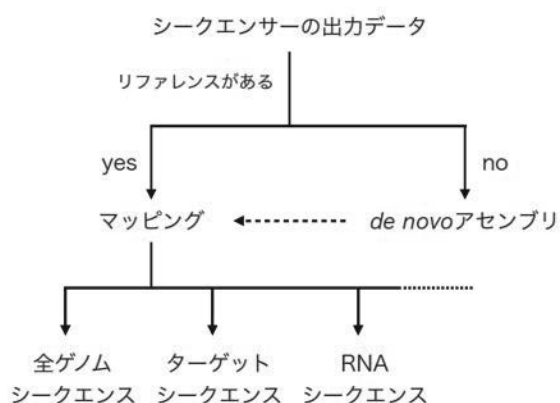 シークエンサーの出力データ
リファレンスがある
yes
no
マッピング
de novoアセンブリ
全ゲノム
シークエンス
ターゲット
シークエンス
RNA
シークエンス